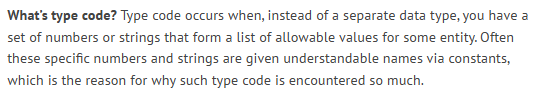 What's type code? Type code occurs when, instead of a separate data type, you have a
set of numbers or strings that form a list of allowable values for some entity. Often
these specific numbers and strings are given understandable names via constants,
which is the reason for why such type code is encountered so much.